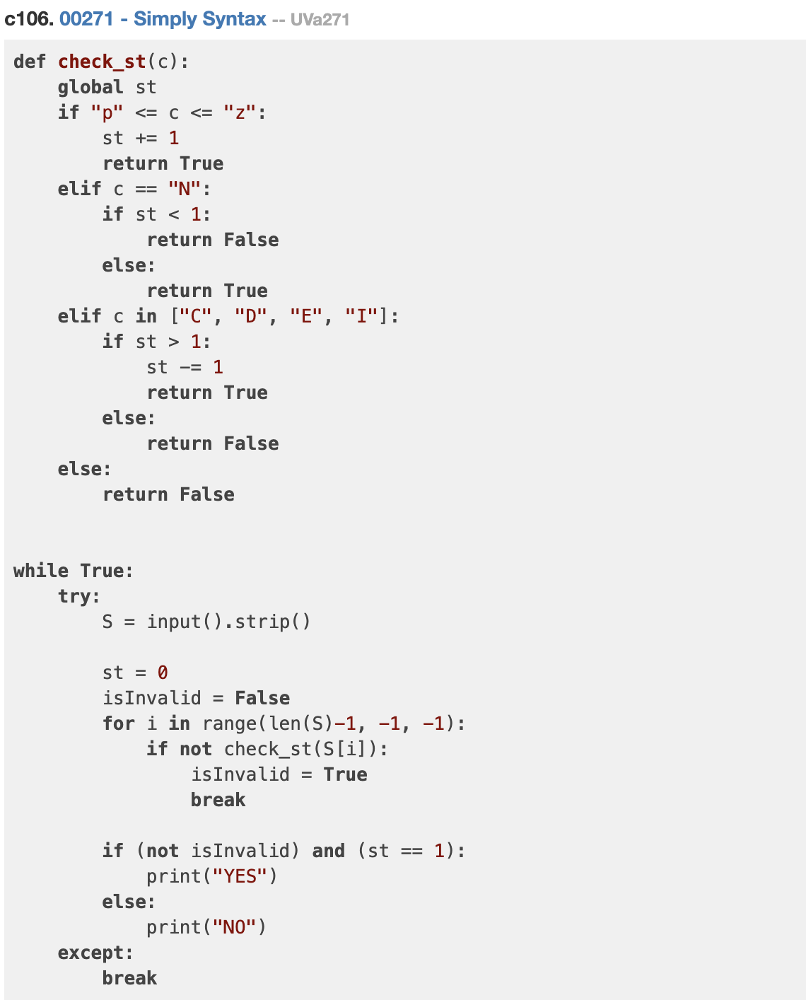 c106. 00271 - Simply Syntax -- UVa271
def check_st(c):
    global st
    if "p" <= c <= "z":
        st += 1
        return True
    elif c == "N":
        if st < 1:
            return False
        else:
            return True
    elif c in ["C", "D", "E", "I"]:
        if st > 1:
            st -= 1
            return True
        else:
            return False
    else:
        return False


while True:
    try:
        S = input().strip()

        st = 0
        isInvalid = False
        for i in range(len(S)-1, -1, -1):
            if not check_st(S[i]):
                isInvalid = True
                break

        if (not isInvalid) and (st == 1):
            print("YES")
        else:
            print("NO")
    except:
        break